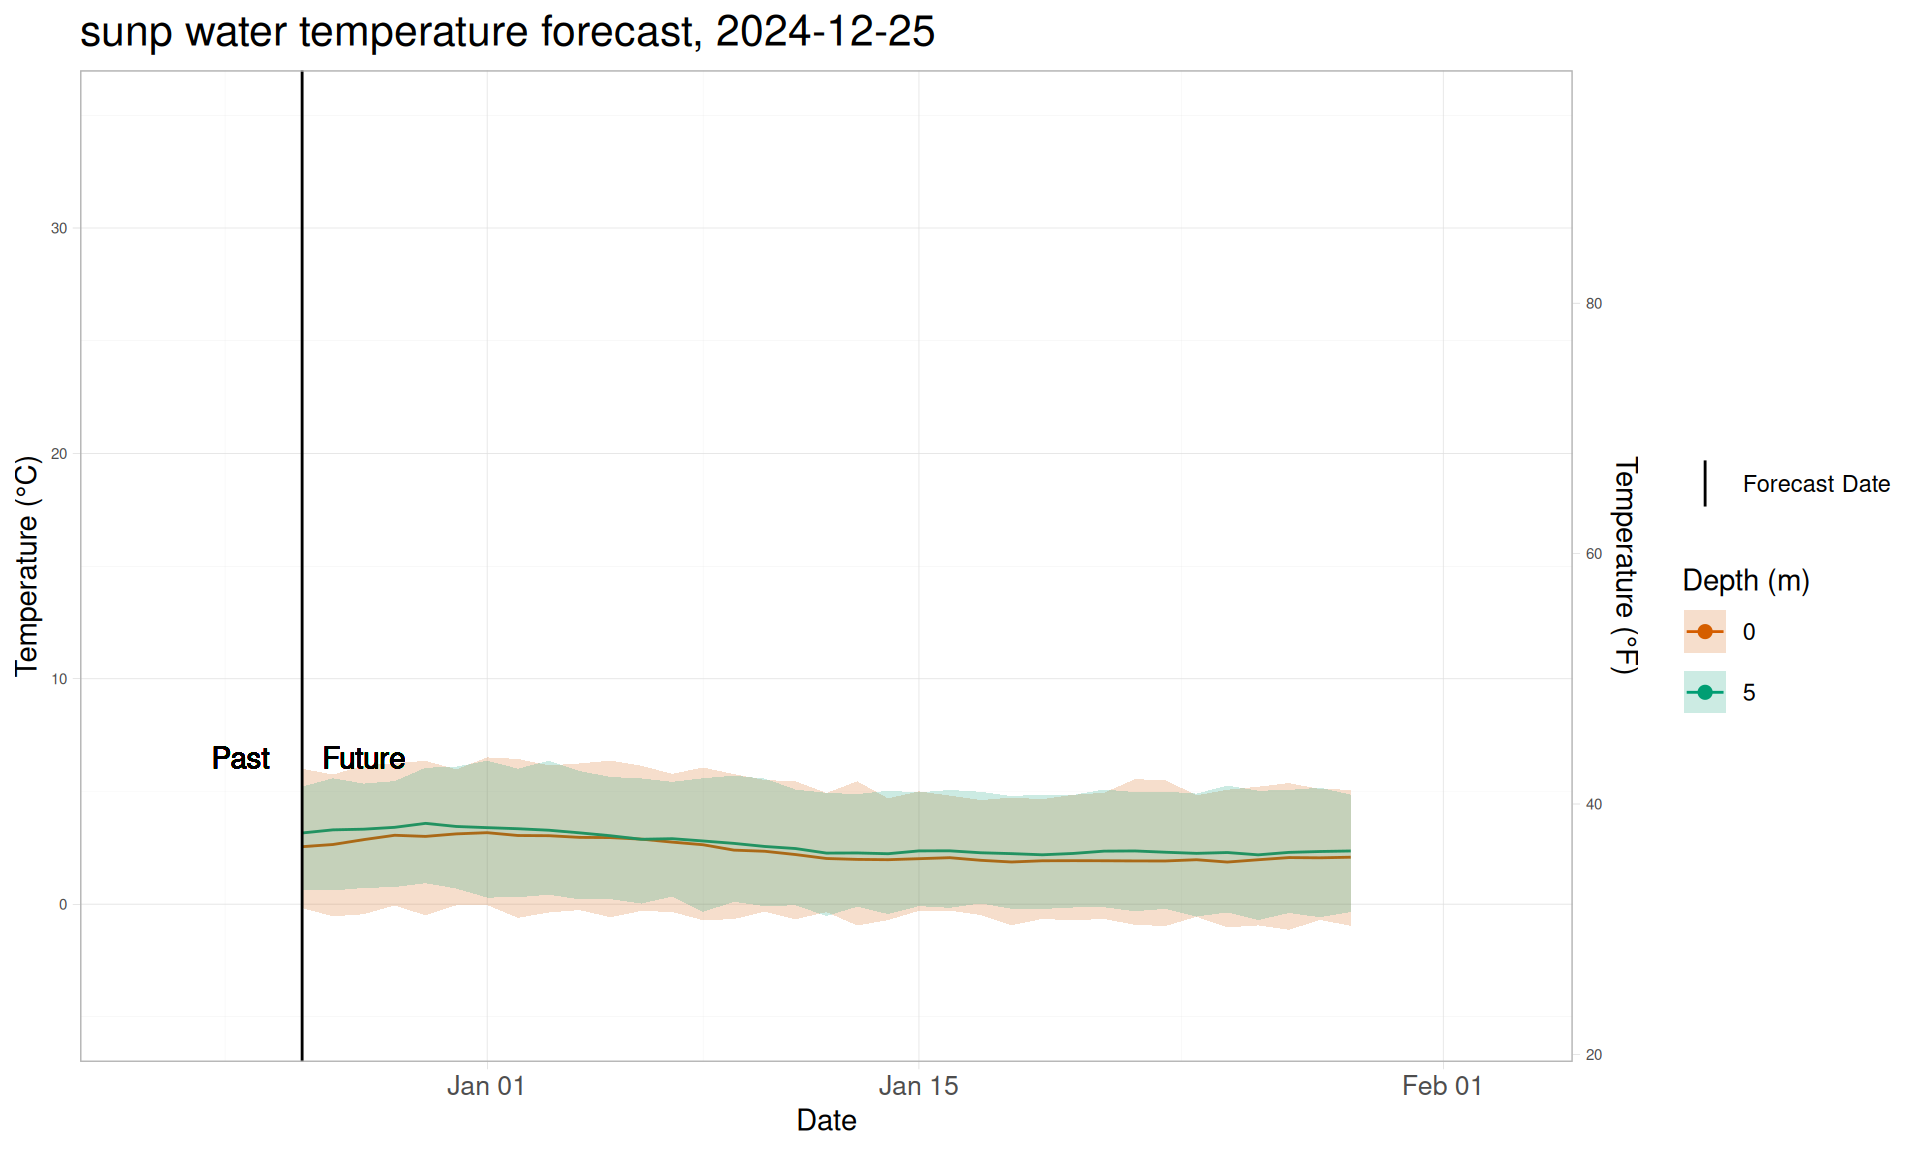 sunp water temperature forecast, 2024-12-25
Temperature (°C)
30
20
10
0
Past
Future
80
60
40
20
Temperature (°F)
Jan 01
Jan 15
Feb 01
Date
Forecast Date
Depth (m)
0
5